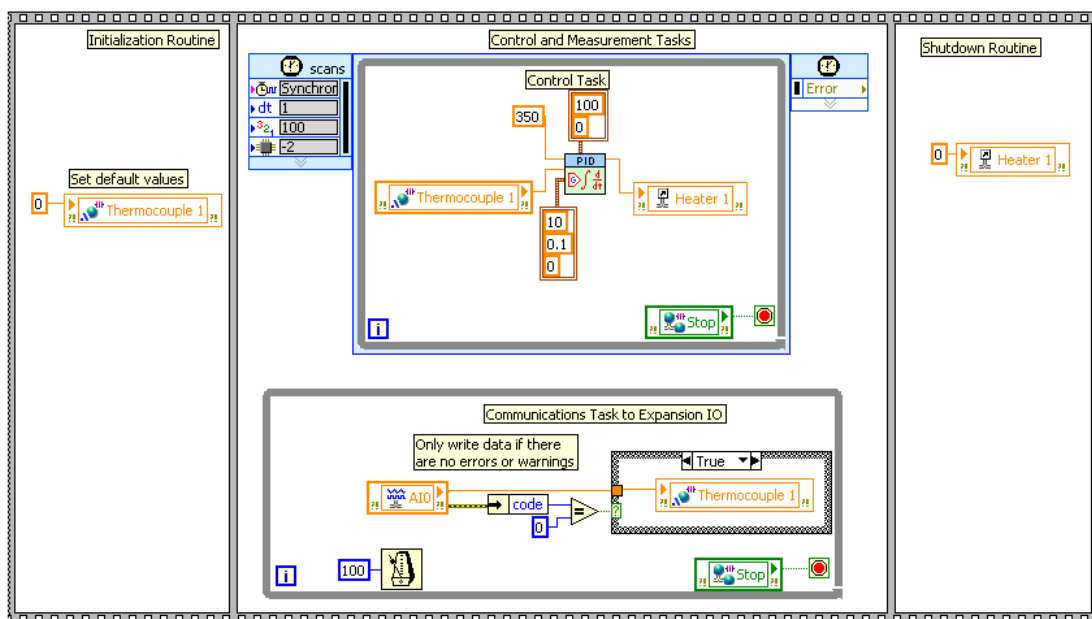 Initialization Routine
Set default values
0
Thermocouple 1
Control and Measurement Tasks
scans
Synchror
dt 1
321 100
-2
Error
Control Task
350
100
0
PID
Thermocouple 1
Heater 1
10
0.1
0
Stop
i
Communications Task to Expansion IO
Only write data if there
are no errors or warnings
True
AI0
code
0
=
?
Thermocouple 1
100
i
Stop
Shutdown Routine
0
Heater 1